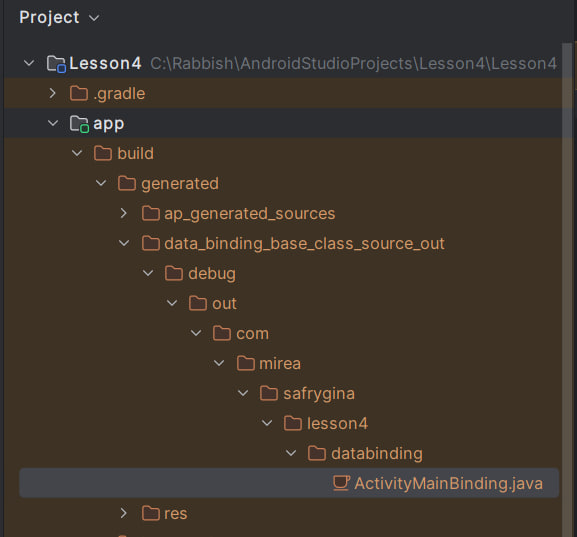 Project
Lesson4 C:\Rabbish\AndroidStudioProjects\Lesson4\Lesson4
.gradle
app
build
generated
ap_generated_sources
data_binding_base_class_source_out
debug
out
com
mirea
safrygina
lesson4
databinding
ActivityMainBinding.java
res